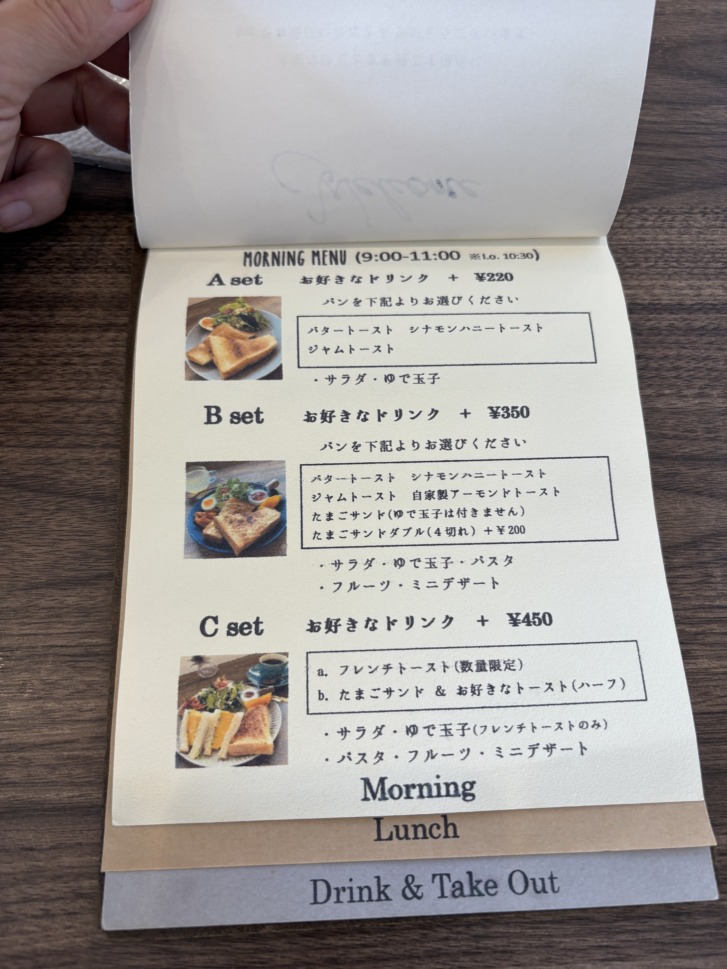 Welcome
MORNING MENU (9:00-11:00 ※l.o. 10:30)
A set お好きなドリンク + ¥220
パンを下記よりお選びください
バタートースト シナモンハニートースト
ジャムトースト
・サラダ・ゆで玉子
B set お好きなドリンク + ¥350
パンを下記よりお選びください
バタートースト シナモンハニートースト
ジャムトースト 自家製アーモンドトースト
たまごサンド(ゆで玉子は付きません)
たまごサンドダブル(4切れ) +¥200
・サラダ・ゆで玉子・パスタ
・フルーツ・ミニデザート
C set お好きなドリンク + ¥450
a. フレンチトースト(数量限定)
b. たまごサンド & お好きなトースト(ハーフ)
・サラダ・ゆで玉子(フレンチトーストのみ)
・パスタ・フルーツ・ミニデザート
Morning
Lunch
Drink & Take Out